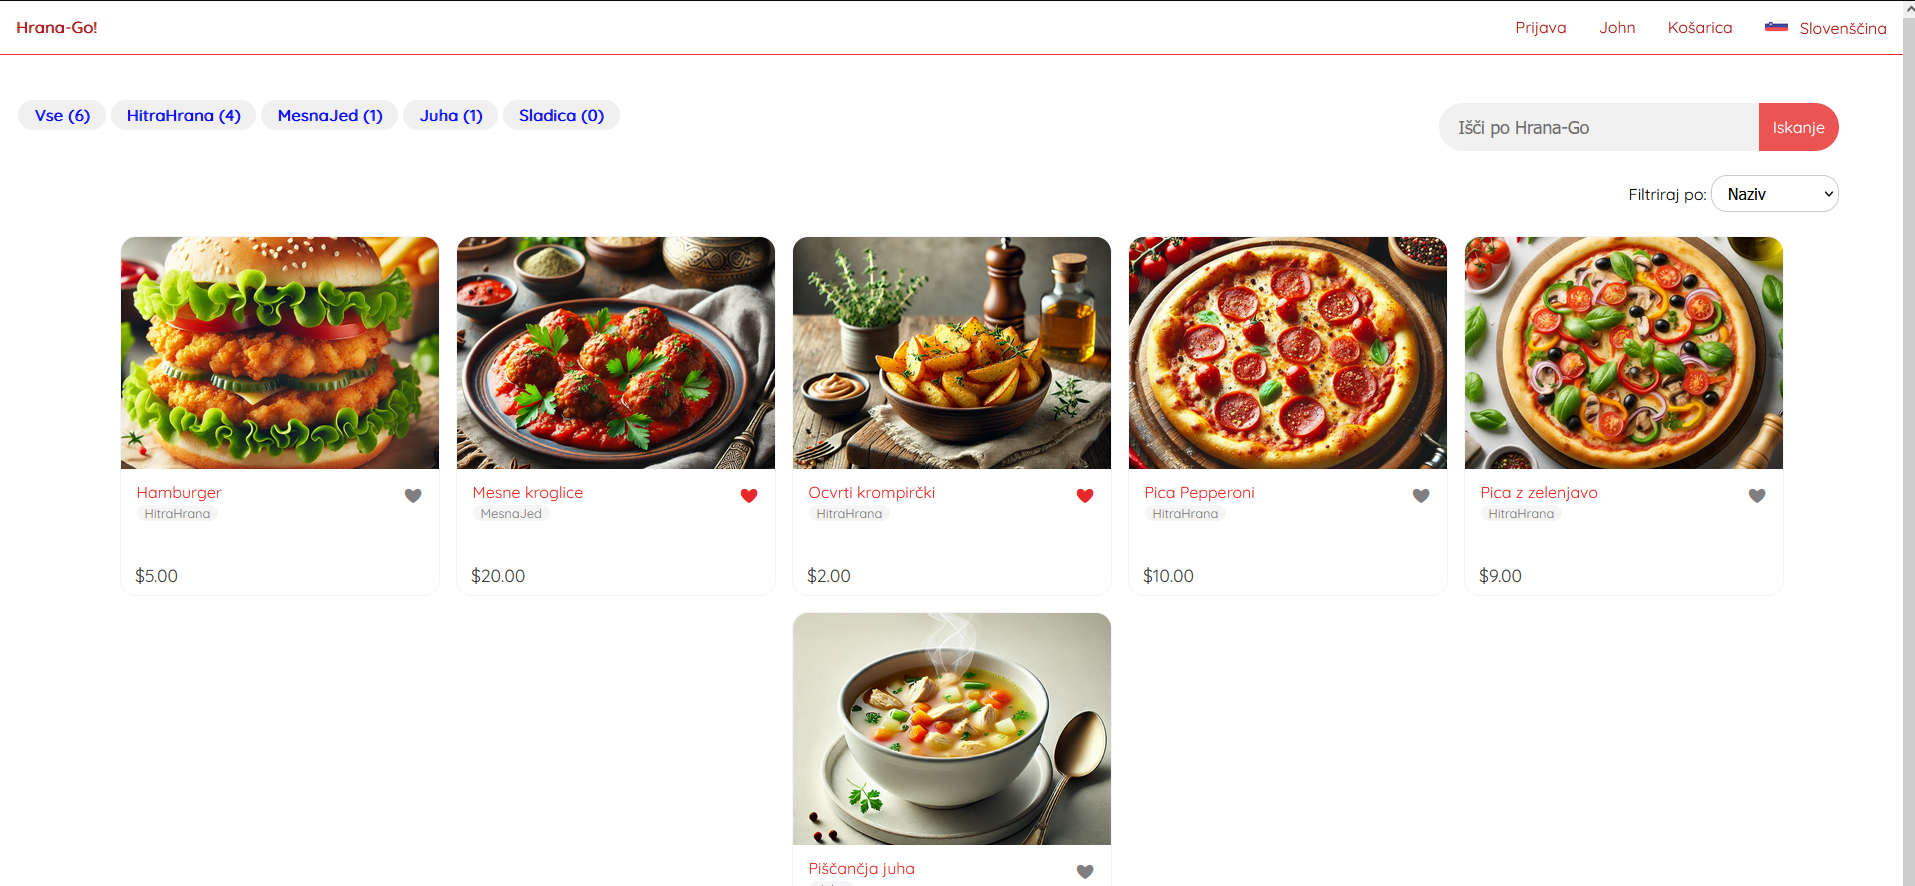 Hrana-Go!
Prijava John Košarica Slovenščina
Vse (6) HitraHrana (4) MesnaJed (1) Juha (1) Sladica (0)
Išči po Hrana-Go Iskanje
Filtriraj po: Naziv
Hamburger
HitraHrana
$5.00
Mesne kroglice
MesnaJed
$20.00
Ocvrti krompirčki
HitraHrana
$2.00
Pica Pepperoni
HitraHrana
$10.00
Pica z zelenjavo
HitraHrana
$9.00
Piščančja juha